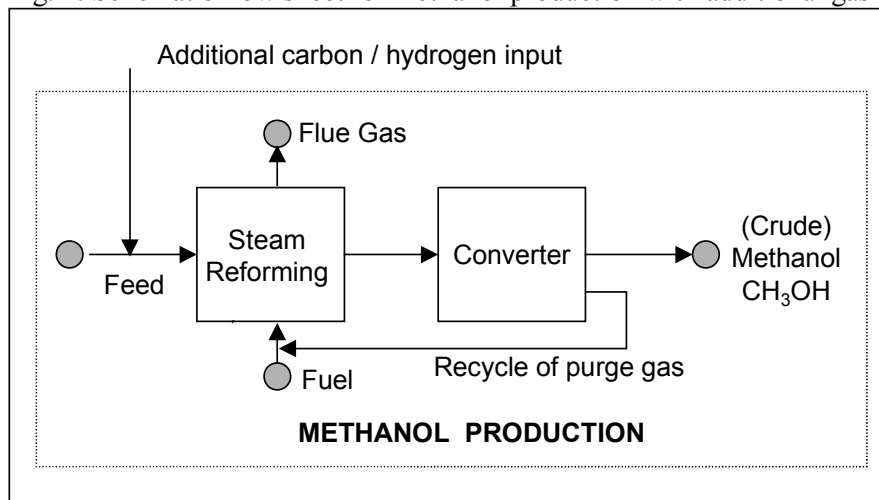 Additional carbon / hydrogen input
Flue Gas
Steam
Reforming
Converter
(Crude)
Methanol
CH₃OH
Feed
Fuel
Recycle of purge gas
METHANOL PRODUCTION